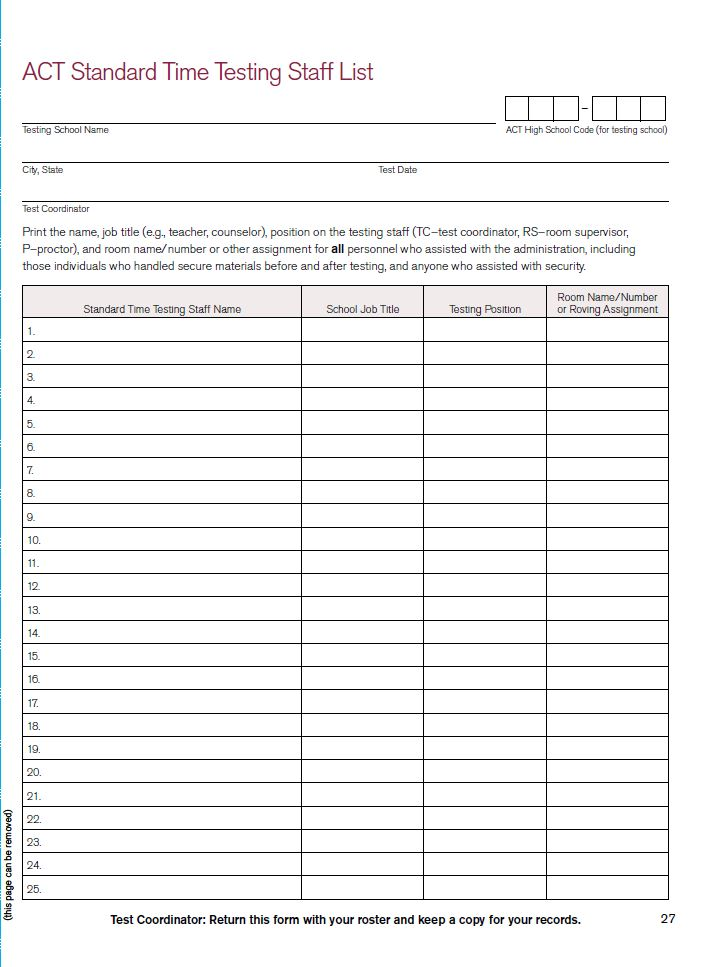 ACT Standard Time Testing Staff List
–
Testing School Name
ACT High School Code (for testing school)
City, State
Test Date
Test Coordinator
Print the name, job title (e.g., teacher, counselor), position on the testing staff (TC–test coordinator, RS–room supervisor,
P–proctor), and room name/number or other assignment for all personnel who assisted with the administration, including
those individuals who handled secure materials before and after testing, and anyone who assisted with security.
Standard Time Testing Staff Name
School Job Title
Testing Position
Room Name/Number
or Roving Assignment
1.
2.
3.
4.
5.
6.
7.
8.
9.
10.
11.
12.
13.
14.
15.
16.
17.
18.
19.
20.
21.
22.
23.
24.
25.
(this page can be removed)
Test Coordinator: Return this form with your roster and keep a copy for your records.
27